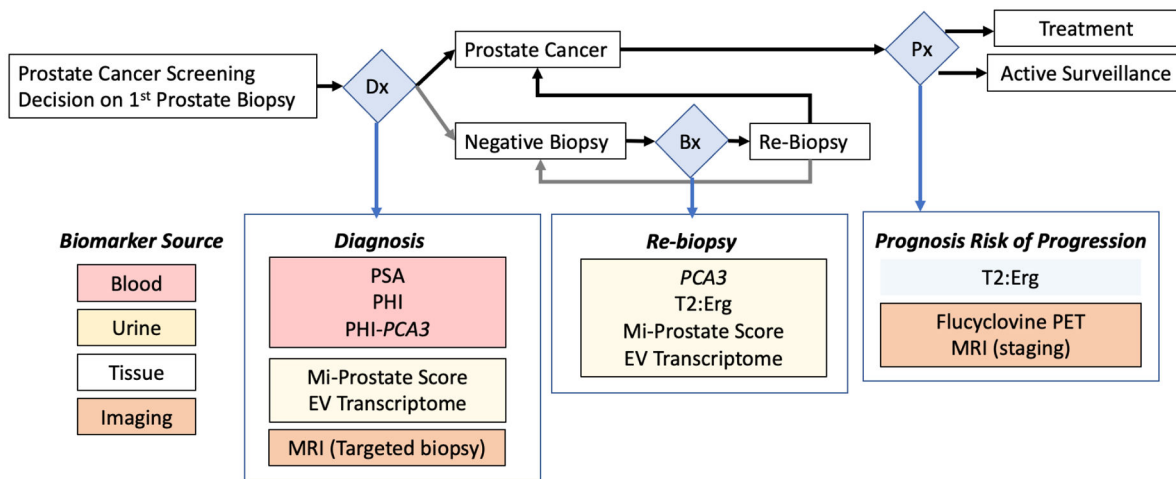 Prostate Cancer Screening
Decision on 1st Prostate Biopsy
Dx
Prostate Cancer
Px
Treatment
Active Surveillance
Negative Biopsy
Bx
Re-Biopsy
Biomarker Source
Blood
Urine
Tissue
Imaging
Diagnosis
PSA
PHI
PHI-PCA3
Mi-Prostate Score
EV Transcriptome
MRI (Targeted biopsy)
Re-biopsy
PCA3
T2:Erg
Mi-Prostate Score
EV Transcriptome
Prognosis Risk of Progression
T2:Erg
Flucyclovine PET
MRI (staging)